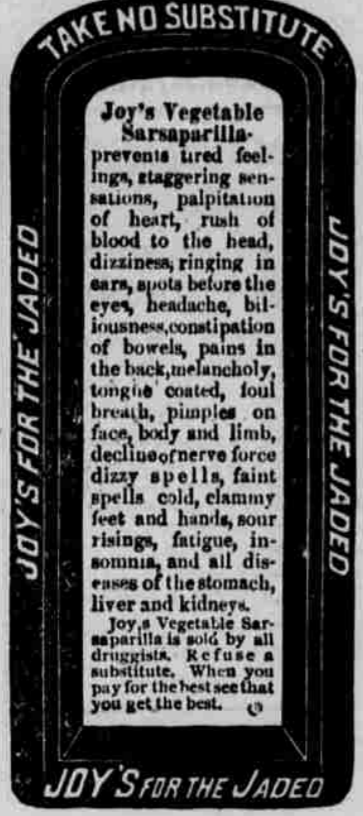 TAKE NO SUBSTITUTE
JOY'S FOR THE JADED
Joy's Vegetable
Sarsaparilla
prevents tired feel-
ings, staggering sen-
sations, palpitation
of heart, rush of
blood to the head,
dizziness, ringing in
ears, spots before the
eyes, headache, bil-
iousness, constipation
of bowels, pains in
the back, melancholy,
tongue coated, foul
breath, pimples on
face, body and limb,
decline of nerve force
dizzy spells, faint
spells cold, clammy
feet and hands, sour
risings, fatigue, in-
somnia, and all dis-
eases of the stomach,
liver and kidneys.
Joy,s Vegetable Sar-
saparilla is sold by all
druggists. Refuse a
substitute. When you
pay for the best see that
you get the best.
JOY'S FOR THE JADED
JOY'S FOR THE JADED